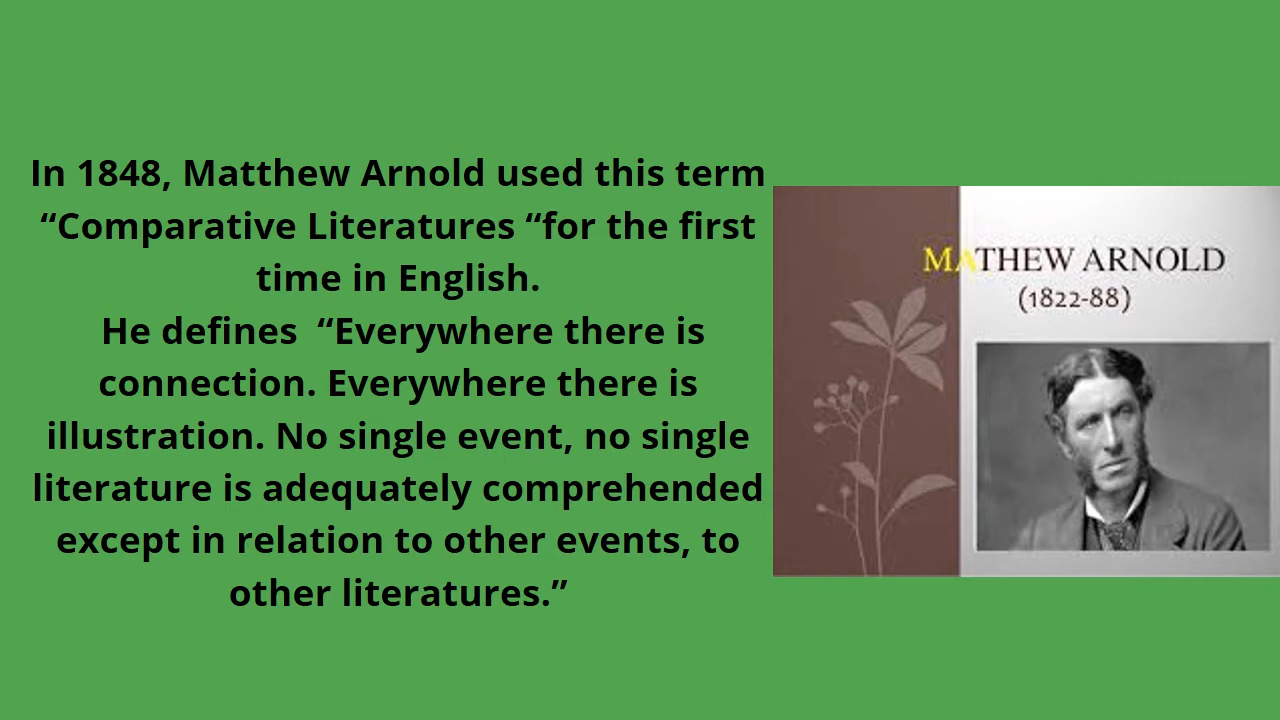 In 1848, Matthew Arnold used this term
“Comparative Literatures “for the first
time in English.
He defines  “Everywhere there is
connection. Everywhere there is
illustration. No single event, no single
literature is adequately comprehended
except in relation to other events, to
other literatures.”
MATHEW ARNOLD
(1822-88)